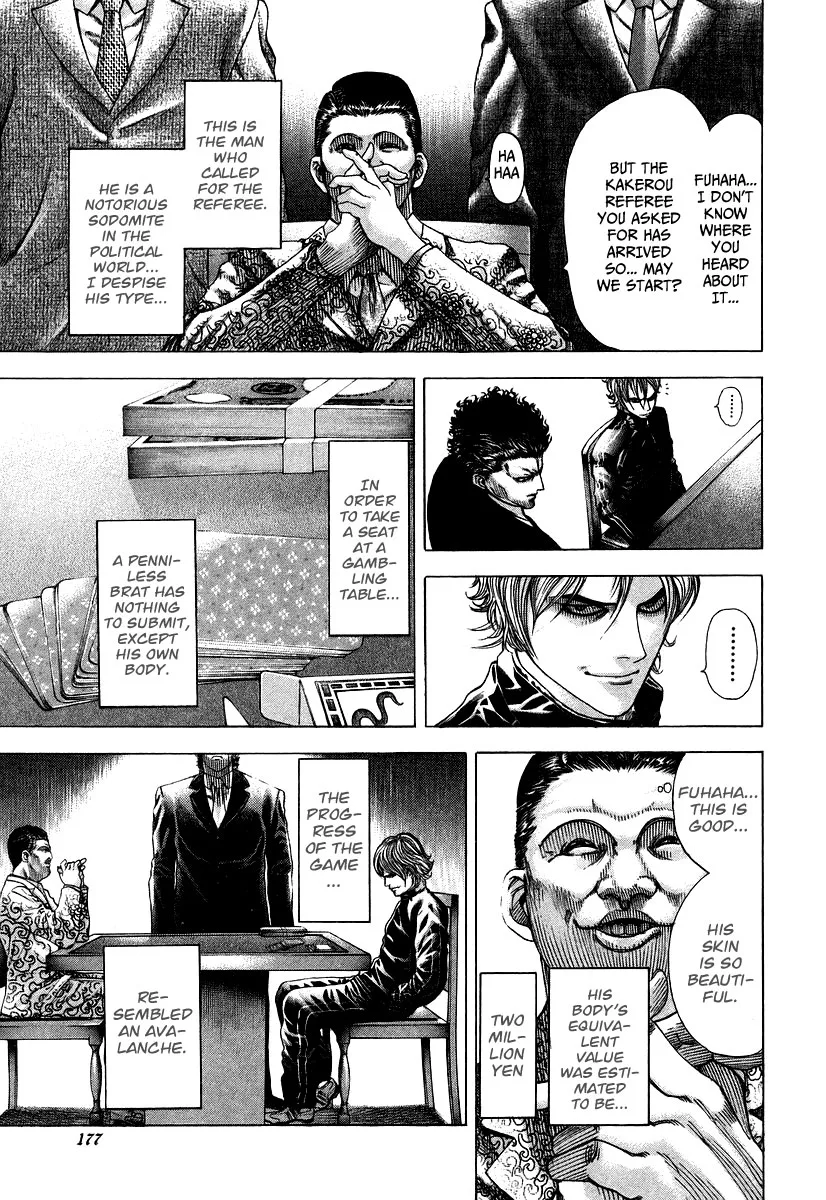 FUHAHA...
I DON'T
KNOW
WHERE
YOU
HEARD
ABOUT
IT...
BUT THE
KAKEROU
REFEREE
YOU ASKED
FOR HAS
ARRIVED
SO... MAY
WE START?
HA
HAA
THIS IS
THE MAN
WHO
CALLED
FOR THE
REFEREE.
HE IS A
NOTORIOUS
SODOMITE
IN THE
POLITICAL
WORLD...
I DESPISE
HIS TYPE...
......
........
IN
ORDER
TO TAKE
A SEAT
AT A
GAMB-
LING
TABLE...
A PENNI-
LESS
BRAT HAS
NOTHING
TO SUBMIT,
EXCEPT
HIS OWN
BODY.
FUHAHA...
THIS IS
GOOD...
HIS
SKIN
IS SO
BEAUTI-
FUL.
HIS
BODY'S
EQUIVA-
LENT
VALUE
WAS ESTI-
MATED
TO BE...
TWO
MIL-
LION
YEN
THE
PROG-
RESS
OF THE
GAME
...
RE-
SEMBLED
AN AVA-
LANCHE.
177